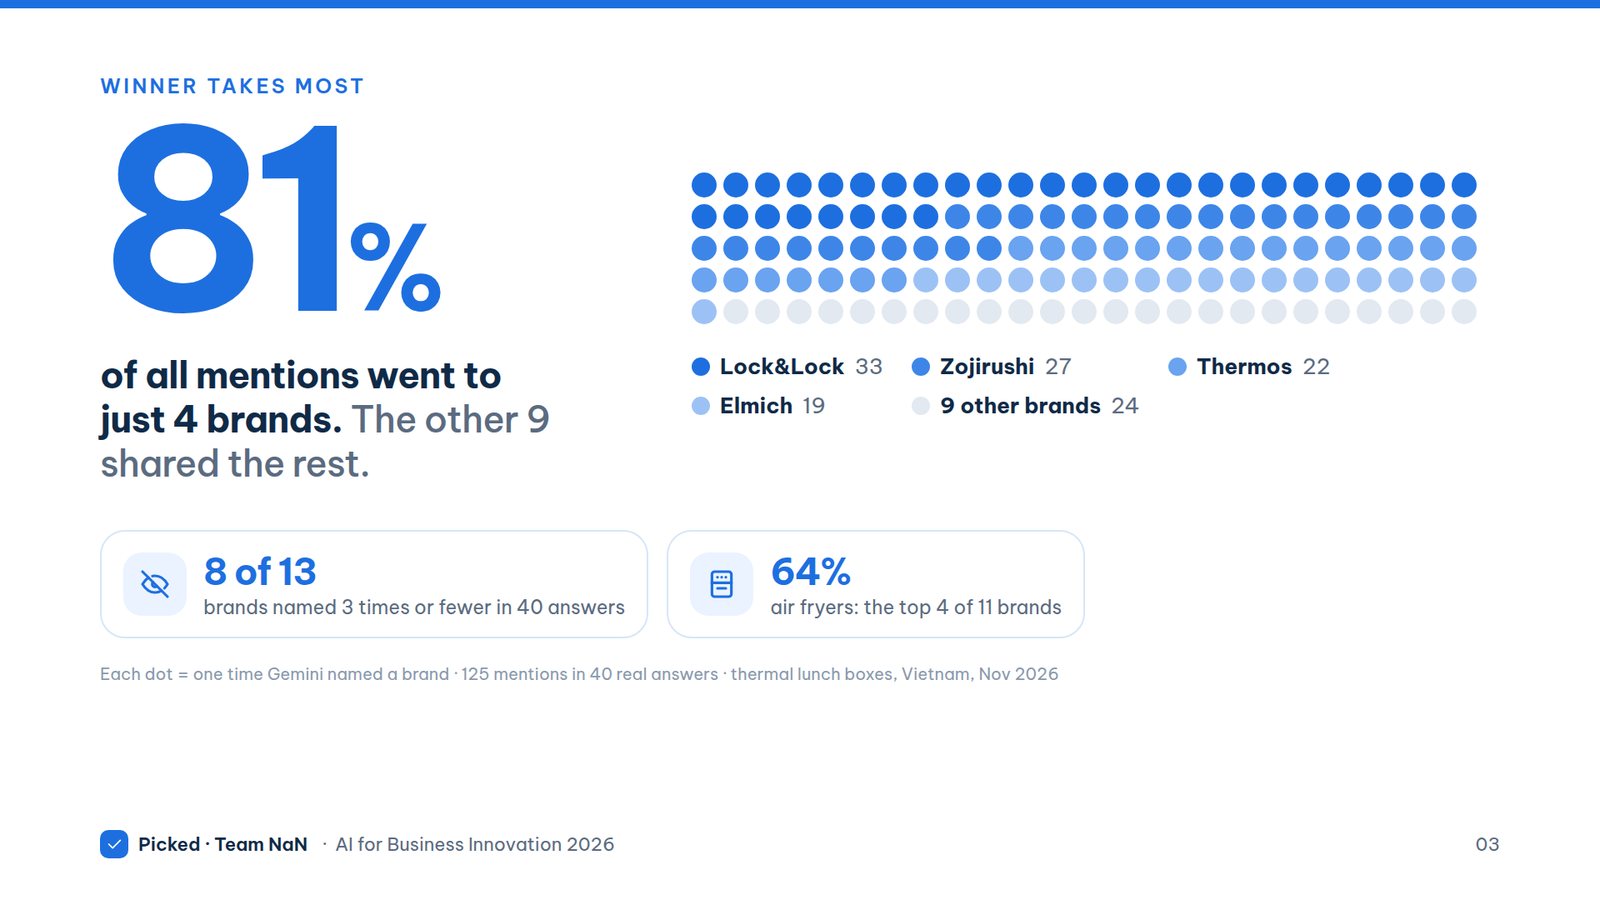 WINNER TAKES MOST
81%
of all mentions went to
just 4 brands. The other 9
shared the rest.
Lock&Lock 33
Zojirushi 27
Thermos 22
Elmich 19
9 other brands 24
8 of 13
brands named 3 times or fewer in 40 answers
64%
air fryers: the top 4 of 11 brands
Each dot = one time Gemini named a brand · 125 mentions in 40 real answers · thermal lunch boxes, Vietnam, Nov 2026
Picked · Team NaN · AI for Business Innovation 2026
03